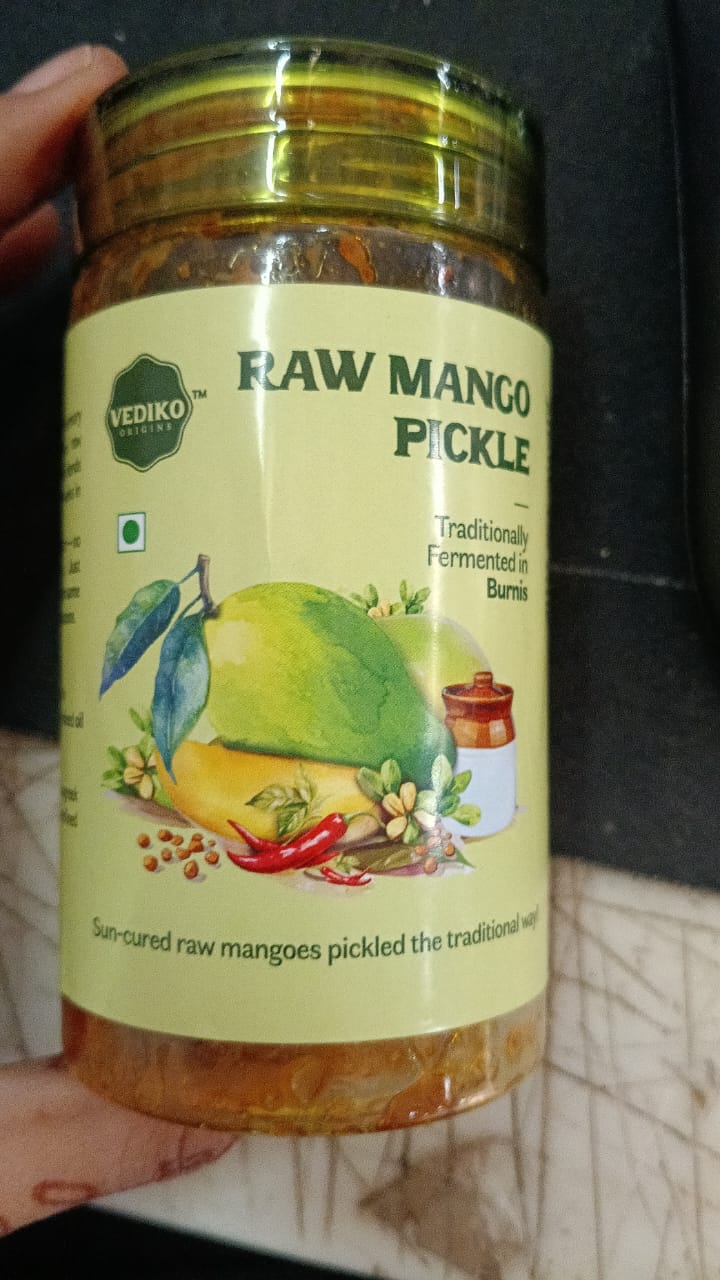 VEDIKO
ORIGINS
TM
RAW MANGO
PICKLE
Traditionally
Fermented in
Burnis
Sun-cured raw mangoes pickled the traditional way!